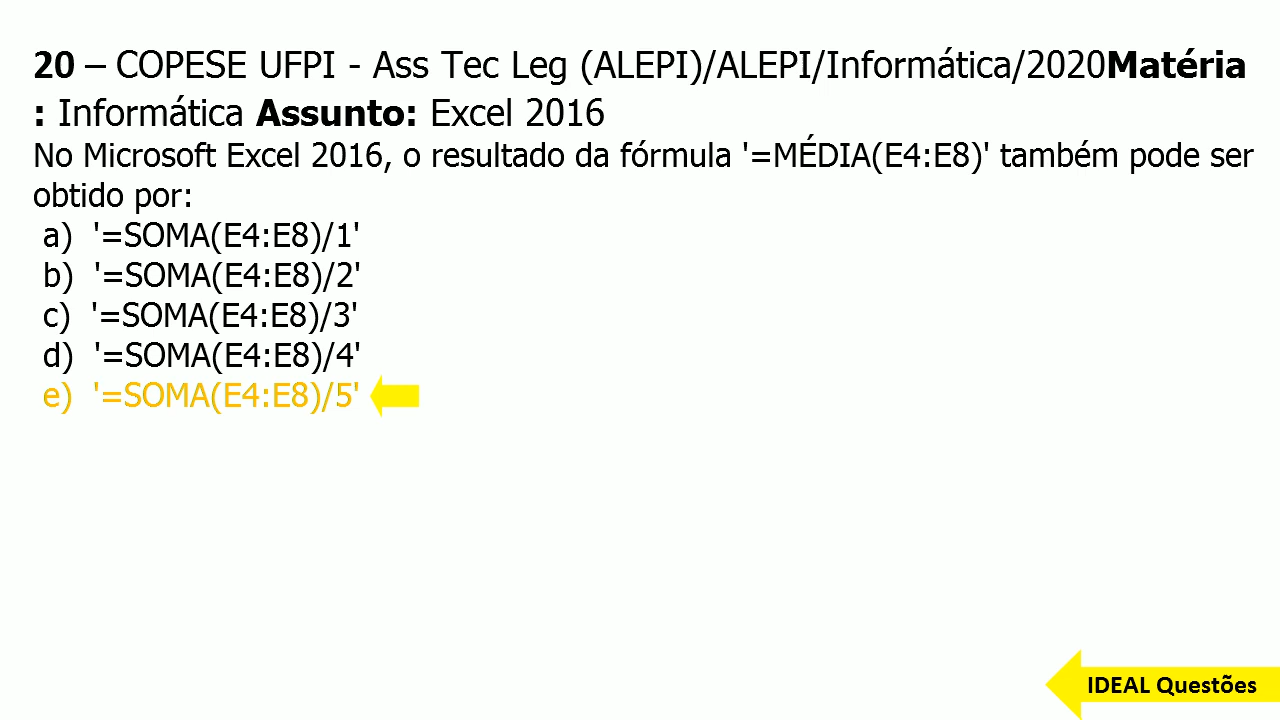 20 – COPESE UFPI - Ass Tec Leg (ALEPI)/ALEPI/Informática/2020Matéria
: Informática Assunto: Excel 2016
No Microsoft Excel 2016, o resultado da fórmula '=MÉDIA(E4:E8)' também pode ser
obtido por:
a) '=SOMA(E4:E8)/1'
b) '=SOMA(E4:E8)/2'
c) '=SOMA(E4:E8)/3'
d) '=SOMA(E4:E8)/4'
e) '=SOMA(E4:E8)/5'
IDEAL Questões